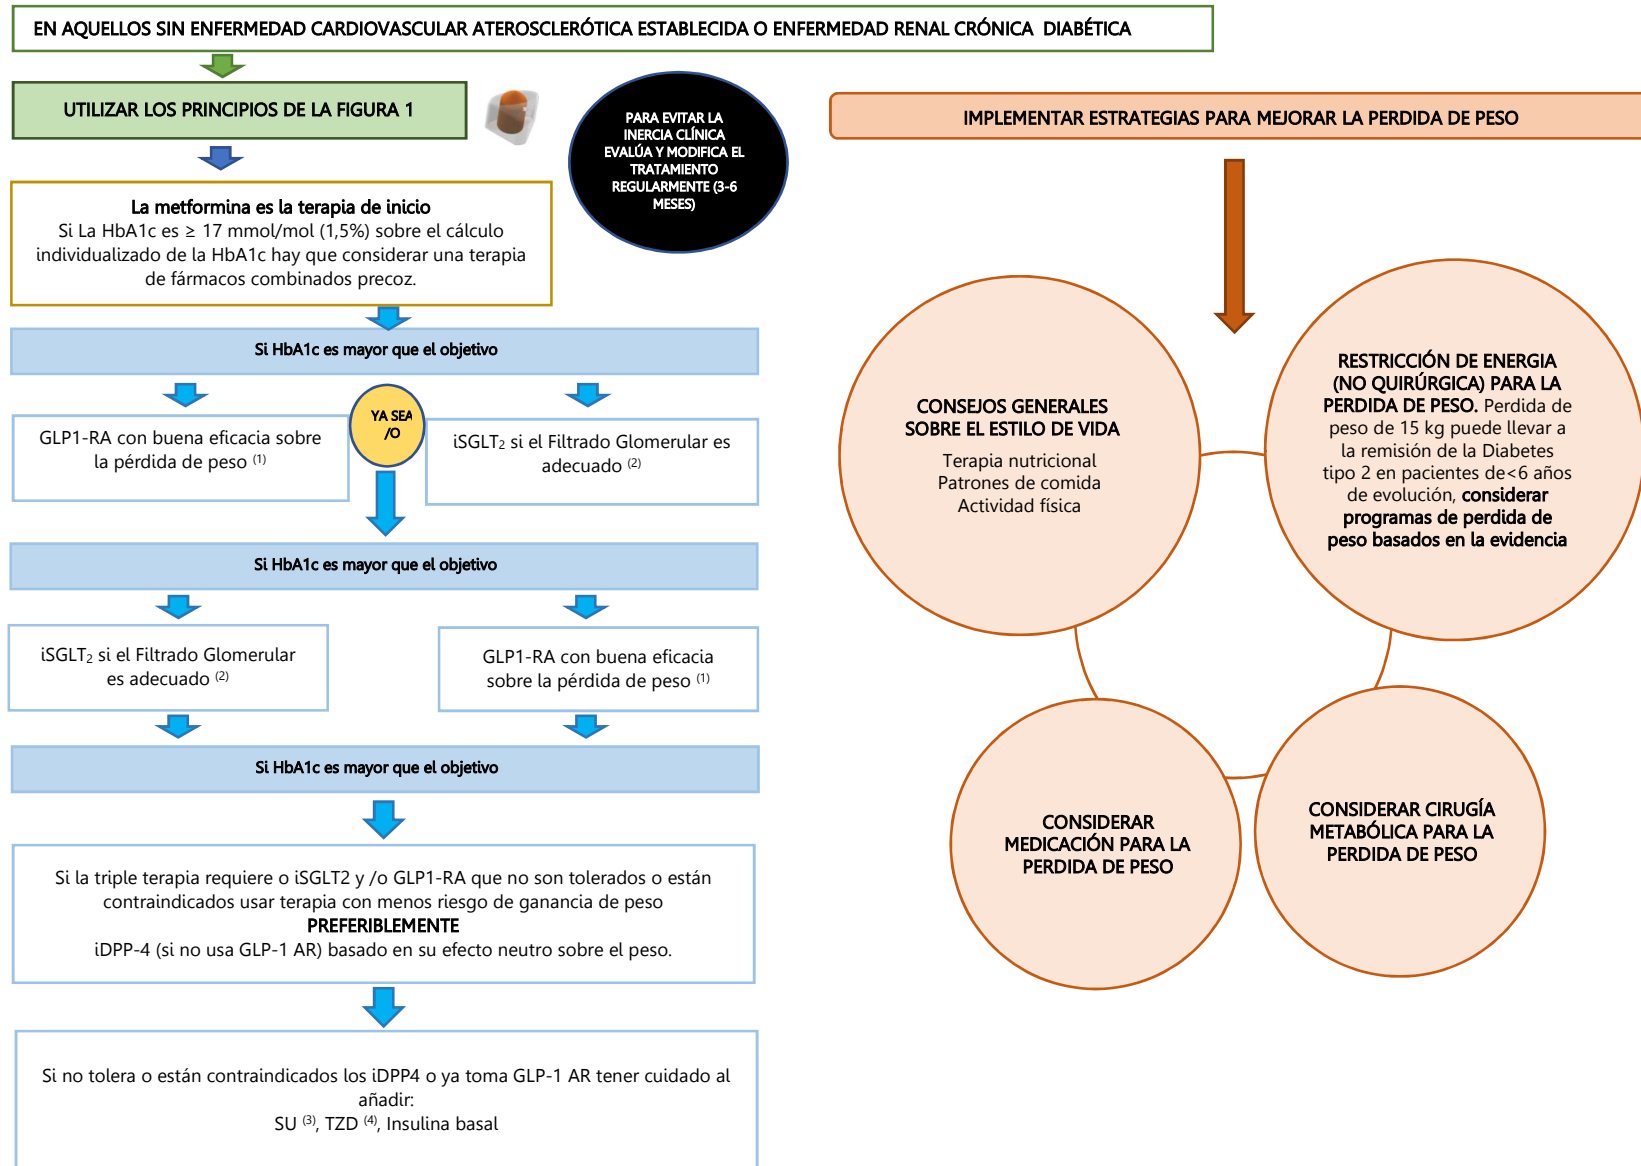 EN AQUELLOS SIN ENFERMEDAD CARDIOVASCULAR ATEROSCLERÓTICA ESTABLECIDA O ENFERMEDAD RENAL CRÓNICA DIABÉTICA
UTILIZAR LOS PRINCIPIOS DE LA FIGURA 1
PARA EVITAR LA
INERCIA CLÍNICA
EVALÚA Y MODIFICA EL
TRATAMIENTO
REGULARMENTE (3-6
MESES)
La metformina es la terapia de inicio
Si La HbA1c es ≥ 17 mmol/mol (1,5%) sobre el cálculo
individualizado de la HbA1c hay que considerar una terapia
de fármacos combinados precoz.
Si HbA1c es mayor que el objetivo
GLP1-RA con buena eficacia sobre
la pérdida de peso (1)
YA SEA
/O
iSGLT2 si el Filtrado Glomerular es
adecuado (2)
Si HbA1c es mayor que el objetivo
iSGLT2 si el Filtrado Glomerular
es adecuado (2)
GLP1-RA con buena eficacia
sobre la pérdida de peso (1)
Si HbA1c es mayor que el objetivo
Si la triple terapia requiere o iSGLT2 y /o GLP1-RA que no son tolerados o están
contraindicados usar terapia con menos riesgo de ganancia de peso
PREFERIBLEMENTE
iDPP-4 (si no usa GLP-1 AR) basado en su efecto neutro sobre el peso.
Si no tolera o están contraindicados los iDPP4 o ya toma GLP-1 AR tener cuidado al
añadir:
SU (3), TZD (4), Insulina basal
IMPLEMENTAR ESTRATEGIAS PARA MEJORAR LA PERDIDA DE PESO
CONSEJOS GENERALES
SOBRE EL ESTILO DE VIDA
Terapia nutricional
Patrones de comida
Actividad física
RESTRICCIÓN DE ENERGIA
(NO QUIRÚRGICA) PARA LA
PERDIDA DE PESO. Perdida de
peso de 15 kg puede llevar a
la remisión de la Diabetes
tipo 2 en pacientes de<6 años
de evolución, considerar
programas de perdida de
peso basados en la evidencia
CONSIDERAR
MEDICACIÓN PARA LA
PERDIDA DE PESO
CONSIDERAR CIRUGÍA
METABÓLICA PARA LA
PERDIDA DE PESO